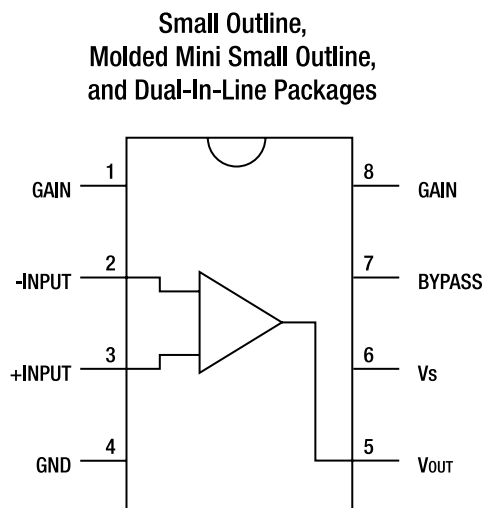 Small Outline,
Molded Mini Small Outline,
and Dual-In-Line Packages
GAIN 1 8 GAIN
-INPUT 2 7 BYPASS
+INPUT 3 6 Vs
GND 4 5 VOUT